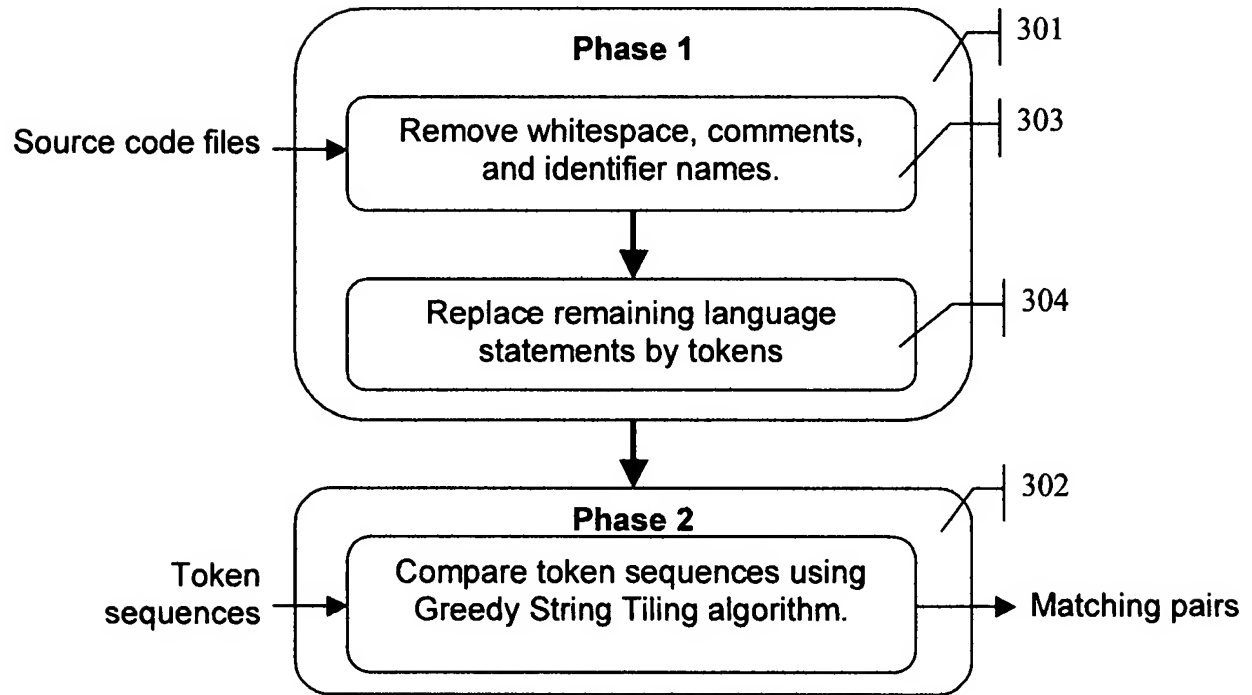 Phase 1
301
Source code files
Remove whitespace, comments,
and identifier names.
303
Replace remaining language
statements by tokens
304
Phase 2
302
Token
sequences
Compare token sequences using
Greedy String Tiling algorithm.
Matching pairs